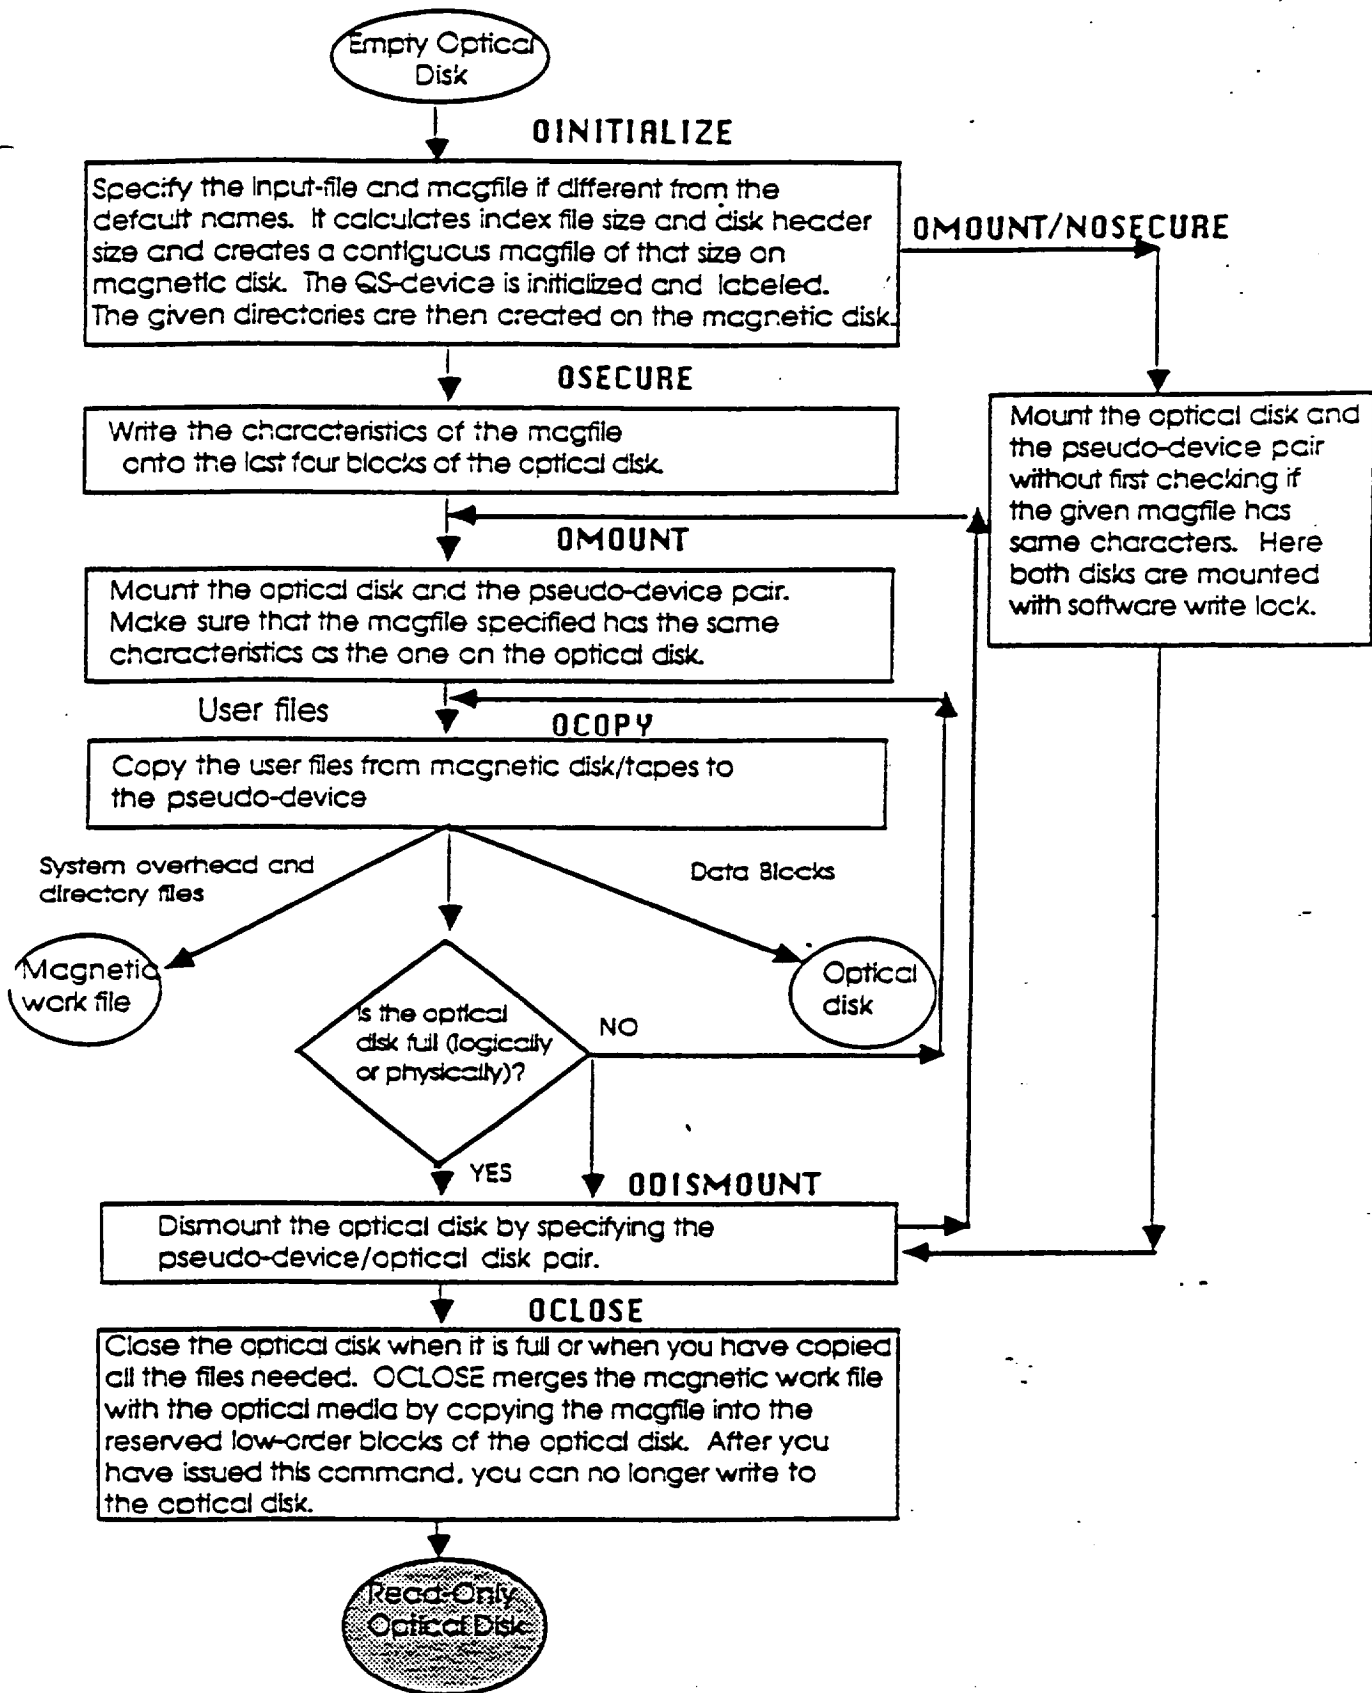 Empty Optical
Disk
OINITIALIZE
Specify the input-file and magfile if different from the
default names. It calculates index file size and disk header
size and creates a contiguous magfile of that size on
magnetic disk. The QS-device is initialized and labeled.
The given directories are then created on the magnetic disk.
OMOUNT/NOSECURE
OSECURE
Write the characteristics of the magfile
onto the last four blocks of the optical disk.
Mount the optical disk and
the pseudo-device pair
without first checking if
the given magfile has
same characters. Here
both disks are mounted
with software write lock.
OMOUNT
Mount the optical disk and the pseudo-device pair.
Make sure that the magfile specified has the same
characteristics as the one on the optical disk.
User files
OCOPY
Copy the user files from magnetic disk/tapes to
the pseudo-device
System overhead and
directory files
Data Blocks
Magnetic
work file
Optical
disk
Is the optical
disk full (logically
or physically)?
NO
YES
ODISMOUNT
Dismount the optical disk by specifying the
pseudo-device/optical disk pair.
OCLOSE
Close the optical disk when it is full or when you have copied
all the files needed. OCLOSE merges the magnetic work file
with the optical media by copying the magfile into the
reserved low-order blocks of the optical disk. After you
have issued this command, you can no longer write to
the optical disk.
Read-Only
Optical Disk